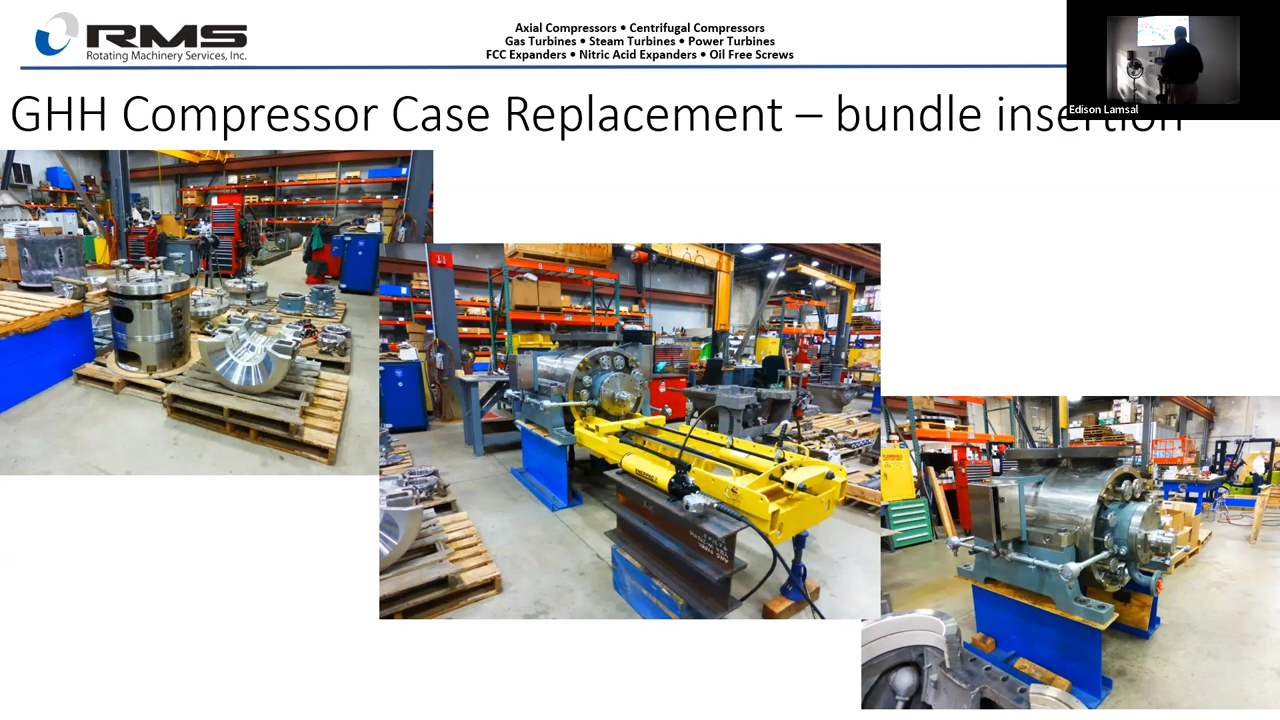 RMS
Rotating Machinery Services, Inc.
Axial Compressors • Centrifugal Compressors
Gas Turbines • Steam Turbines • Power Turbines
FCC Expanders • Nitric Acid Expanders • Oil Free Screws
Edison Lamsal
GHH Compressor Case Replacement – bundle insertion
ENERPAC